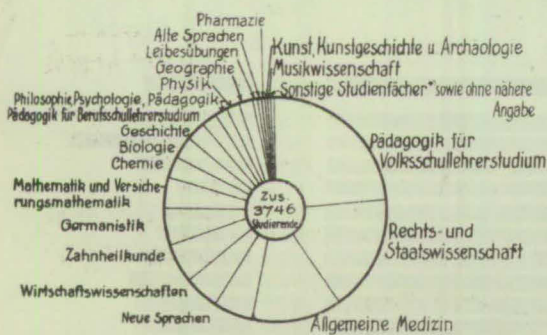 Pharmazie
Alte Sprachen
Leibesübungen
Geographie
Physik
Philosophie, Psychologie, Pädagogik
Pädagogik für Berufsschullehrerstudium
Geschichte
Biologie
Chemie
Mathematik und Versiche-
rungsmathematik
Germanistik
Zahnheilkunde
Wirtschaftswissenschaften
Neue Sprachen
Allgemeine Medizin
Rechts- und
Staatswissenschaft
Pädagogik für
Volksschullehrerstudium
Kunst, Kunstgeschichte u. Archäologie
Musikwissenschaft
Sonstige Studienfächer*) sowie ohne nähere
Angabe
Zus.
3746
Studierende